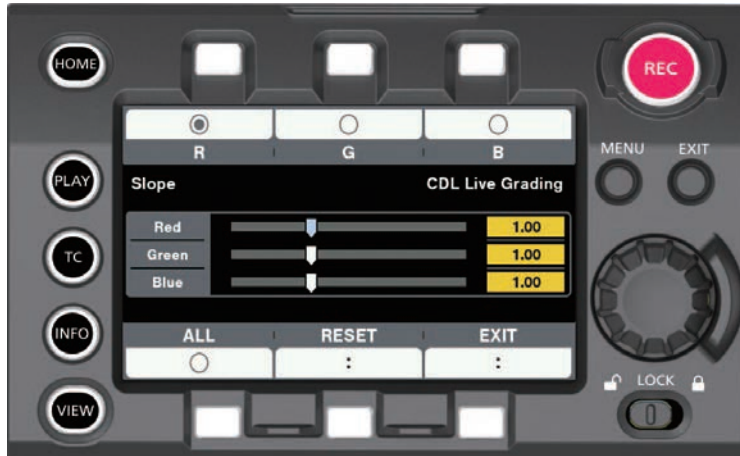 HOME
REC
R G B
MENU EXIT
PLAY
Slope CDL Live Grading
Red 1.00
TC
Green 1.00
Blue 1.00
INFO
ALL RESET EXIT
: :
LOCK
VIEW